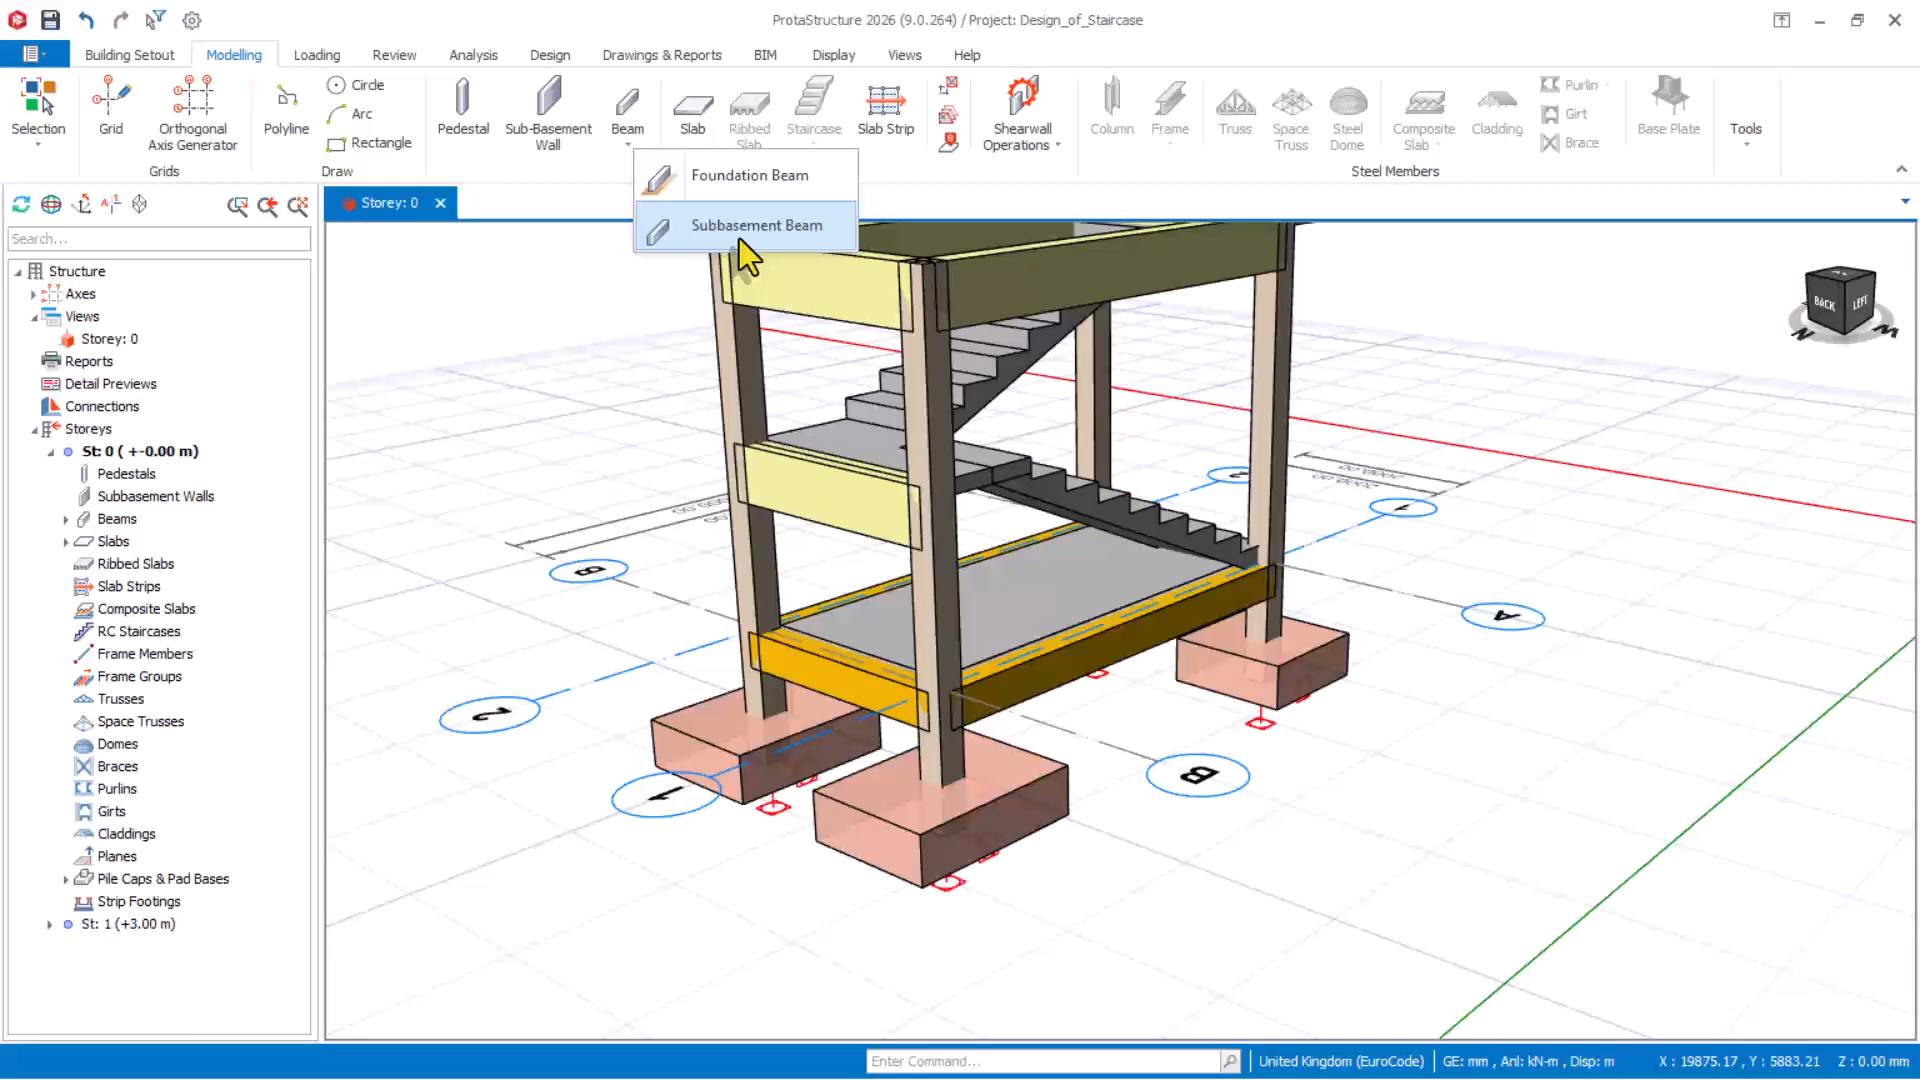 ProtaStructure 2026 (9.0.264) / Project: Design_of_Staircase
Building Setout Modelling Loading Review Analysis Design Drawings & Reports BIM Display Views Help
Selection
Grid
Orthogonal
Axis Generator
Grids
Polyline
Circle
Arc
Rectangle
Draw
Pedestal
Sub-Basement
Wall
Beam
Slab
Ribbed
Slab
Staircase
Slab Strip
Shearwall
Operations
Column
Frame
Truss
Space
Truss
Steel
Dome
Composite
Slab
Cladding
Purlin
Girt
Brace
Steel Members
Base Plate
Tools
Foundation Beam
Subbasement Beam
Storey: 0
Search...
Structure
Axes
Views
Storey: 0
Reports
Detail Previews
Connections
Storeys
St: 0 ( +-0.00 m)
Pedestals
Subbasement Walls
Beams
Slabs
Ribbed Slabs
Slab Strips
Composite Slabs
RC Staircases
Frame Members
Frame Groups
Trusses
Space Trusses
Domes
Braces
Purlins
Girts
Claddings
Planes
Pile Caps & Pad Bases
Strip Footings
St: 1 (+3.00 m)
BACK LEFT
N
B
2
1
A
B
2
1
Enter Command...
United Kingdom (EuroCode)
GE: mm , Anl: kN-m , Disp: m
X : 19875.17 , Y : 5883.21 Z : 0.00 mm